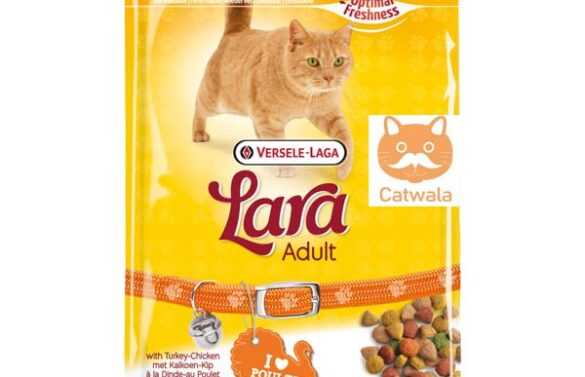 Optimal
Freshness
VERSELE-LAGA
Catwala
Lara
Adult
with Turkey-Chicken
met Kalkoen-Kip
à la Dinde-au Poulet
I